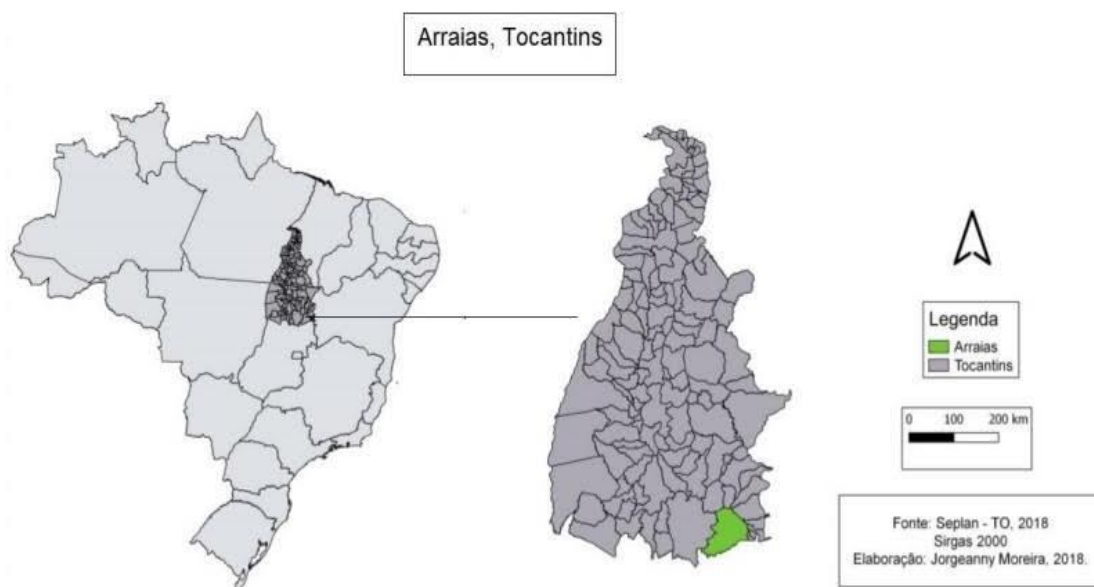 Arraias, Tocantins
Legenda
Arraias
Tocantins
0 100 200 km
Fonte: Seplan - TO, 2018
Sirgas 2000
Elaboração: Jorgeanny Moreira, 2018.